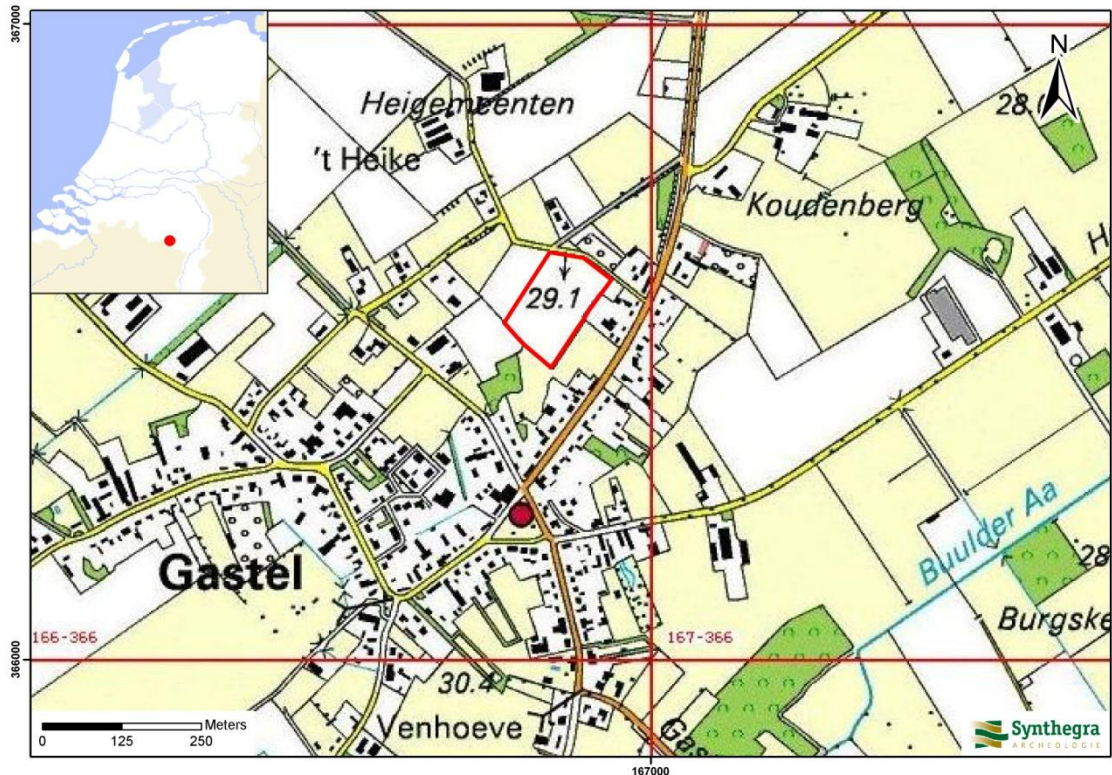 367000
N
Heigemeenten
't Heike
28.
Koudenberg
29.1
Buulder Aa
Gastel
28
166-366
167-366
366000
30.4
Venhoeve
Meters
0 125 250
Synthegra
ARCHEOLOGIE
167000